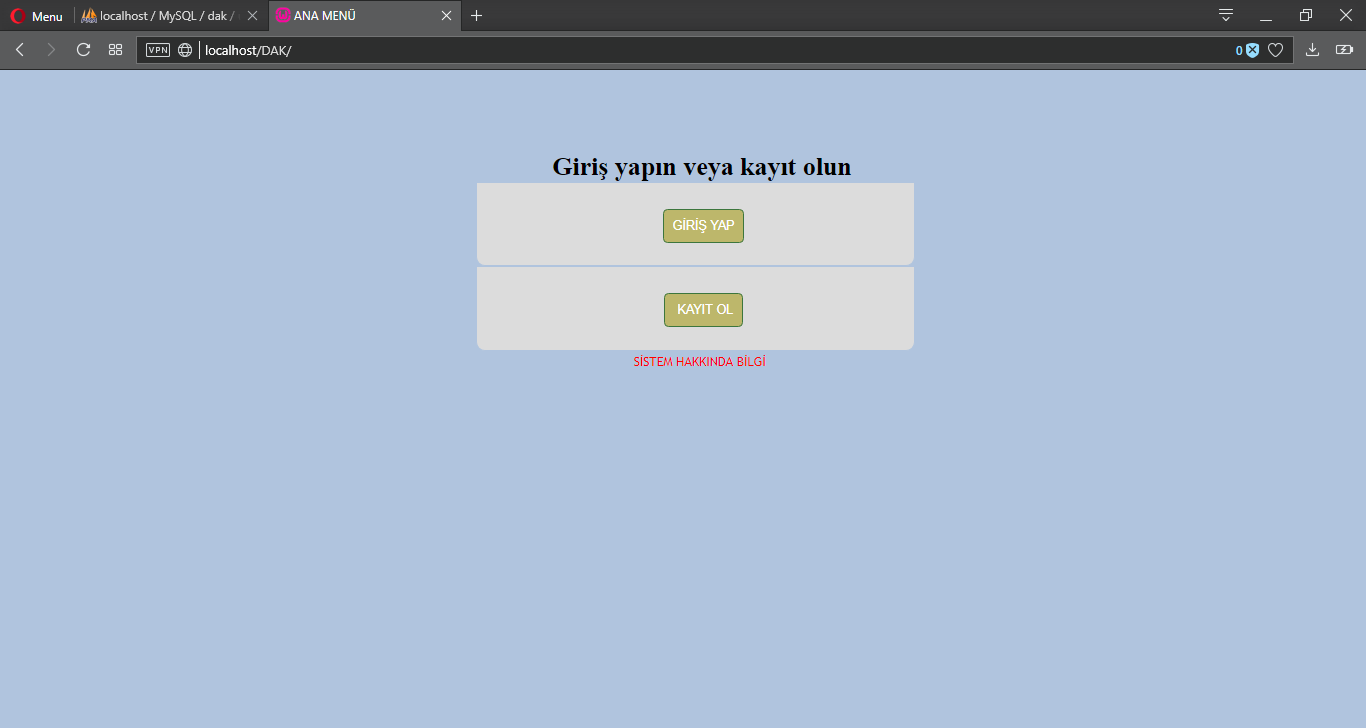 Menu
localhost / MySQL / dak /
ANA MENÜ
VPN
localhost/DAK/
0
Giriş yapın veya kayıt olun
GİRİŞ YAP
KAYIT OL
SİSTEM HAKKINDA BİLGİ